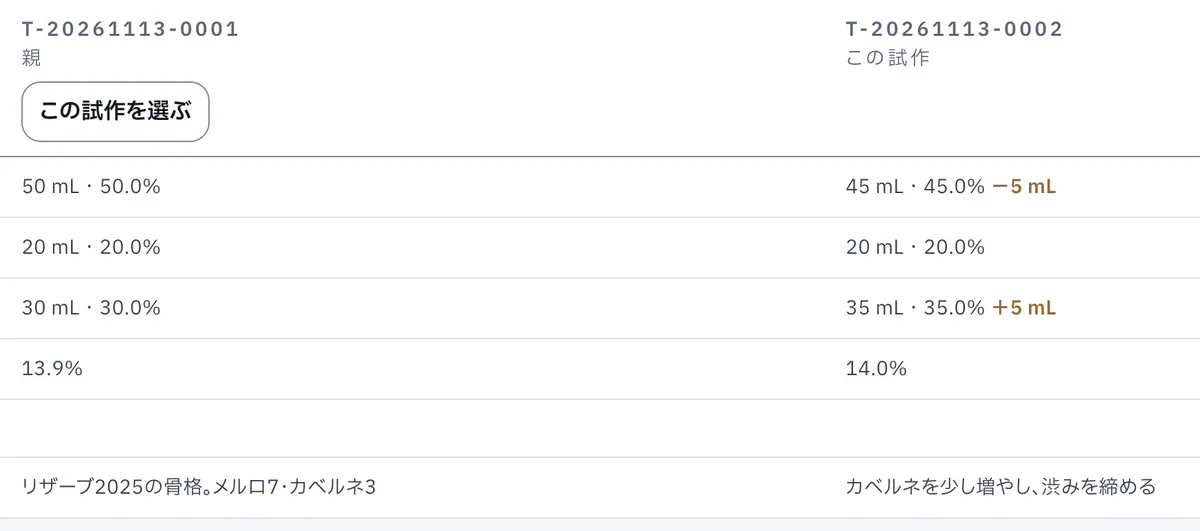 T-20261113-0001 T-20261113-0002
親 この試作
この試作を選ぶ
50 mL · 50.0% 45 mL · 45.0% −5 mL
20 mL · 20.0% 20 mL · 20.0%
30 mL · 30.0% 35 mL · 35.0% +5 mL
13.9% 14.0%
リザーブ2025の骨格。メルロ7·カベルネ3 カベルネを少し増やし、渋みを締める